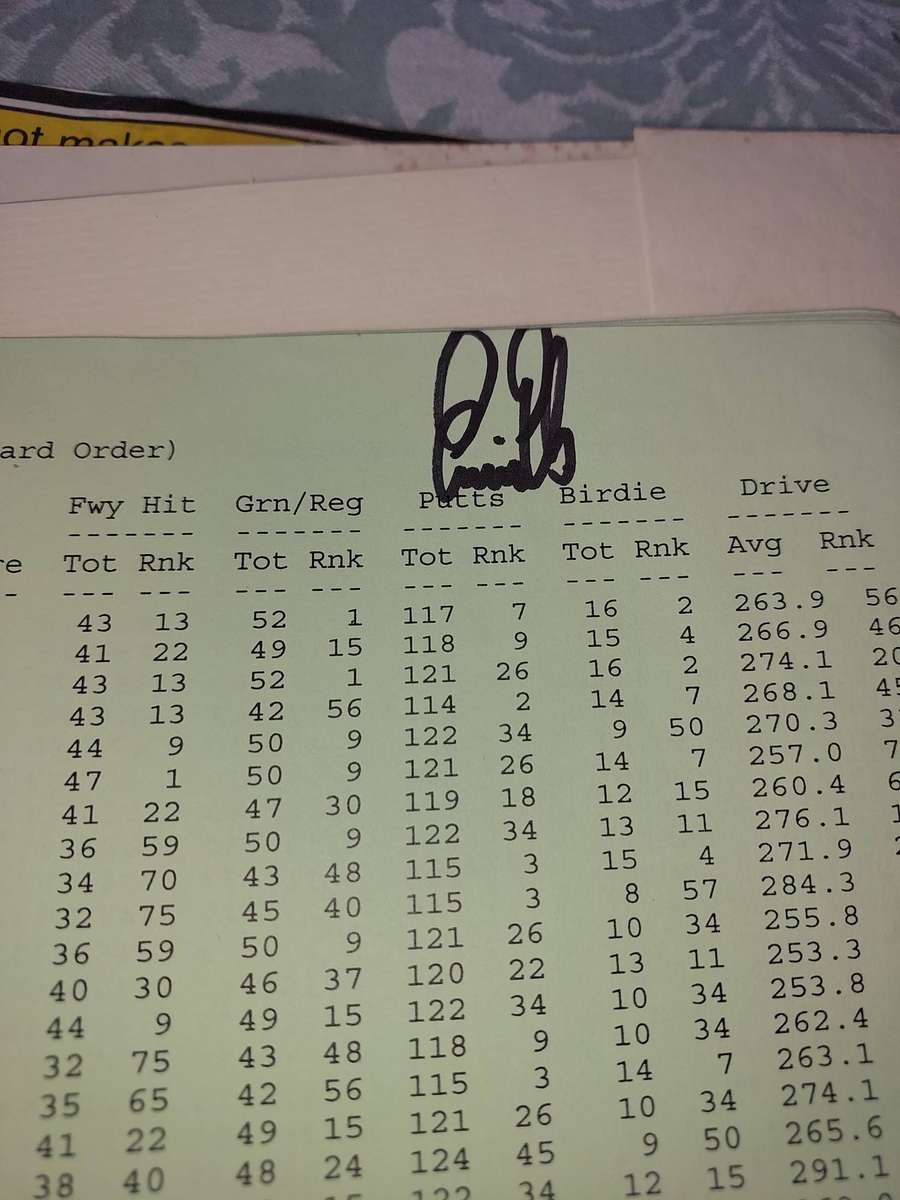 ot makes
ard Order)
Fwy Hit Grn/Reg Putts Birdie Drive
------- ------- ------- ------- -------
re Tot Rnk Tot Rnk Tot Rnk Tot Rnk Avg Rnk
- --- --- --- --- --- --- --- --- --- ---
43 13 52 1 117 7 16 2 263.9 56
41 22 49 15 118 9 15 4 266.9 46
43 13 52 1 121 26 16 2 274.1 20
43 13 42 56 114 2 14 7 268.1 45
44 9 50 9 122 34 9 50 270.3 3
47 1 50 9 121 26 14 7 257.0 7
41 22 47 30 119 18 12 15 260.4 6
36 59 50 9 122 34 13 11 276.1 1
34 70 43 48 115 3 15 4 271.9
32 75 45 40 115 3 8 57 284.3
36 59 50 9 121 26 10 34 255.8
40 30 46 37 120 22 13 11 253.3
44 9 49 15 122 34 10 34 253.8
32 75 43 48 118 9 10 34 262.4
35 65 42 56 115 3 14 7 263.1
41 22 49 15 121 26 10 34 274.1
38 40 48 24 124 45 9 50 265.6
122 34 12 15 291.1